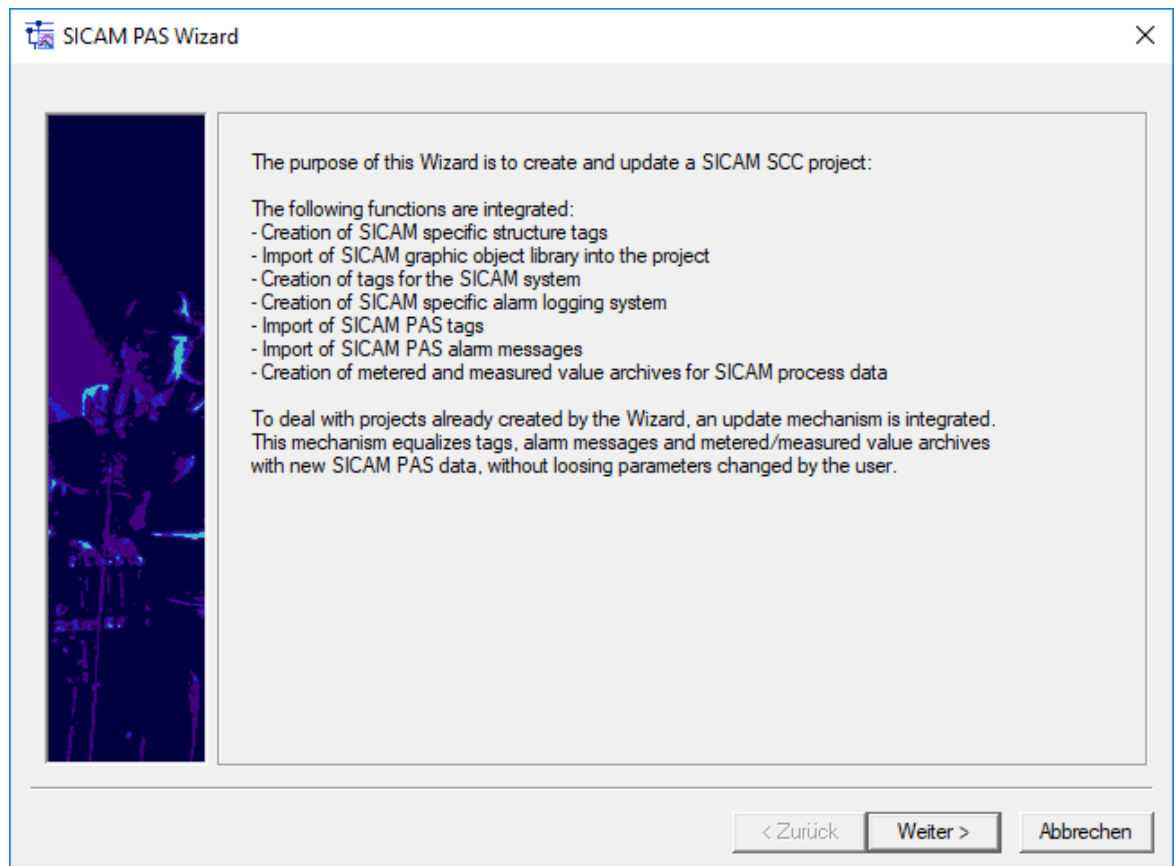 SICAM PAS Wizard
The purpose of this Wizard is to create and update a SICAM SCC project:
The following functions are integrated:
- Creation of SICAM specific structure tags
- Import of SICAM graphic object library into the project
- Creation of tags for the SICAM system
- Creation of SICAM specific alarm logging system
- Import of SICAM PAS tags
- Import of SICAM PAS alarm messages
- Creation of metered and measured value archives for SICAM process data
To deal with projects already created by the Wizard, an update mechanism is integrated.
This mechanism equalizes tags, alarm messages and metered/measured value archives
with new SICAM PAS data, without loosing parameters changed by the user.
< Zurück Weiter > Abbrechen